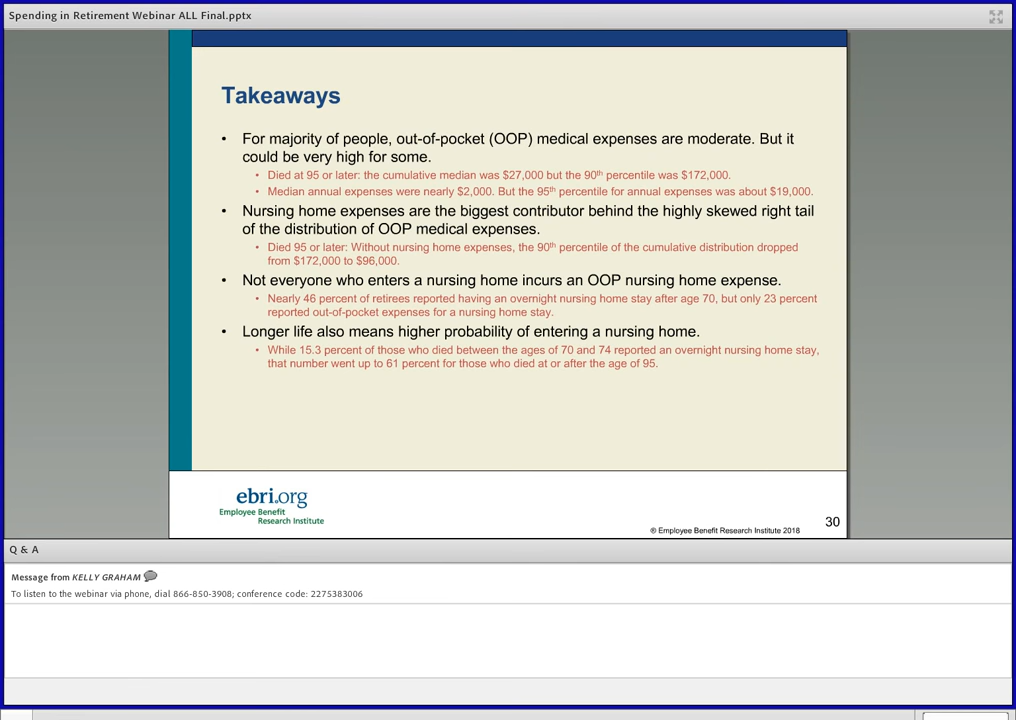 Spending in Retirement Webinar ALL Final.pptx
Takeaways
• For majority of people, out-of-pocket (OOP) medical expenses are moderate. But it
could be very high for some.
• Died at 95 or later: the cumulative median was $27,000 but the 90th percentile was $172,000.
• Median annual expenses were nearly $2,000. But the 95th percentile for annual expenses was about $19,000.
• Nursing home expenses are the biggest contributor behind the highly skewed right tail
of the distribution of OOP medical expenses.
• Died 95 or later: Without nursing home expenses, the 90th percentile of the cumulative distribution dropped
from $172,000 to $96,000.
• Not everyone who enters a nursing home incurs an OOP nursing home expense.
• Nearly 46 percent of retirees reported having an overnight nursing home stay after age 70, but only 23 percent
reported out-of-pocket expenses for a nursing home stay.
• Longer life also means higher probability of entering a nursing home.
• While 15.3 percent of those who died between the ages of 70 and 74 reported an overnight nursing home stay,
that number went up to 61 percent for those who died at or after the age of 95.
ebri.org
Employee Benefit
Research Institute
30
® Employee Benefit Research Institute 2018
Q & A
Message from KELLY GRAHAM
To listen to the webinar via phone, dial 866-850-3908; conference code: 2275383006